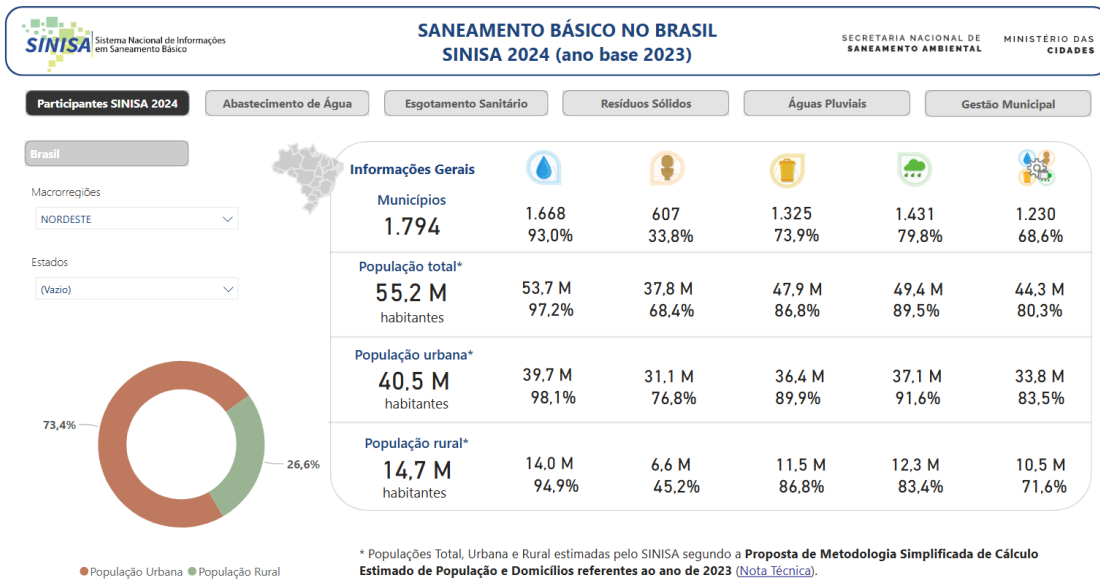 SINISA
Sistema Nacional de Informações
em Saneamento Básico
SANEAMENTO BÁSICO NO BRASIL
SINISA 2024 (ano base 2023)
SECRETARIA NACIONAL DE
SANEAMENTO AMBIENTAL
MINISTÉRIO DAS
CIDADES
Participantes SINISA 2024
Abastecimento de Água
Esgotamento Sanitário
Resíduos Sólidos
Águas Pluviais
Gestão Municipal
Brasil
Macrorregiões
NORDESTE
Estados
(Vazio)
73,4%
26,6%
População Urbana
População Rural
Informações Gerais
Municípios
1.794
1.668
93,0%
607
33,8%
1.325
73,9%
1.431
79,8%
1.230
68,6%
População total*
55,2 M
habitantes
53,7 M
97,2%
37,8 M
68,4%
47,9 M
86,8%
49,4 M
89,5%
44,3 M
80,3%
População urbana*
40,5 M
habitantes
39,7 M
98,1%
31,1 M
76,8%
36,4 M
89,9%
37,1 M
91,6%
33,8 M
83,5%
População rural*
14,7 M
habitantes
14,0 M
94,9%
6,6 M
45,2%
11,5 M
86,8%
12,3 M
83,4%
10,5 M
71,6%
* Populações Total, Urbana e Rural estimadas pelo SINISA segundo a Proposta de Metodologia Simplificada de Cálculo
Estimado de População e Domicílios referentes ao ano de 2023 (Nota Técnica).